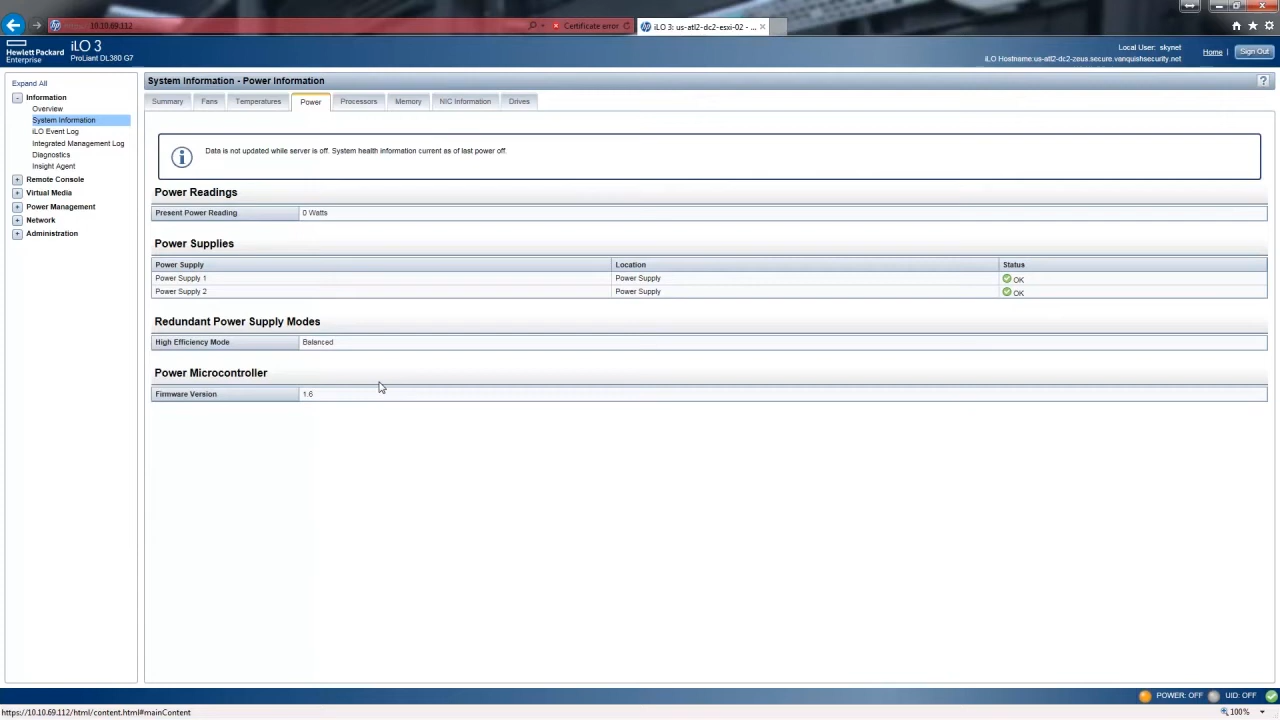 10.10.69.112
Certificate error
iLO 3: us-atl2-dc2-esxi-02 - ...
Hewlett Packard
Enterprise
iLO 3
ProLiant DL380 G7
Local User: skynet
iLO Hostname:us-atl2-dc2-zeus.secure.vanquishsecurity.net
Home
Sign Out
Expand All
Information
Overview
System Information
iLO Event Log
Integrated Management Log
Diagnostics
Insight Agent
Remote Console
Virtual Media
Power Management
Network
Administration
System Information - Power Information
?
Summary Fans Temperatures Power Processors Memory NIC Information Drives
Data is not updated while server is off. System health information current as of last power off.
Power Readings
Present Power Reading 0 Watts
Power Supplies
Power Supply Location Status
Power Supply 1 Power Supply OK
Power Supply 2 Power Supply OK
Redundant Power Supply Modes
High Efficiency Mode Balanced
Power Microcontroller
Firmware Version 1.6
POWER: OFF UID: OFF
https://10.10.69.112/html/content.html#mainContent
100%